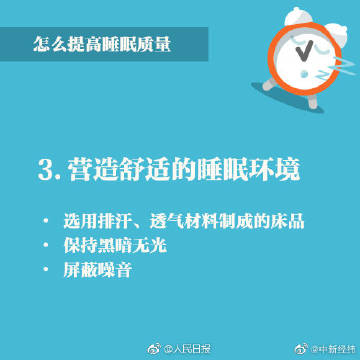 怎么提高睡眠质量
3. 营造舒适的睡眠环境
• 选用排汗、透气材料制成的床品
• 保持黑暗无光
• 屏蔽噪音
@人民日报
@中新经纬